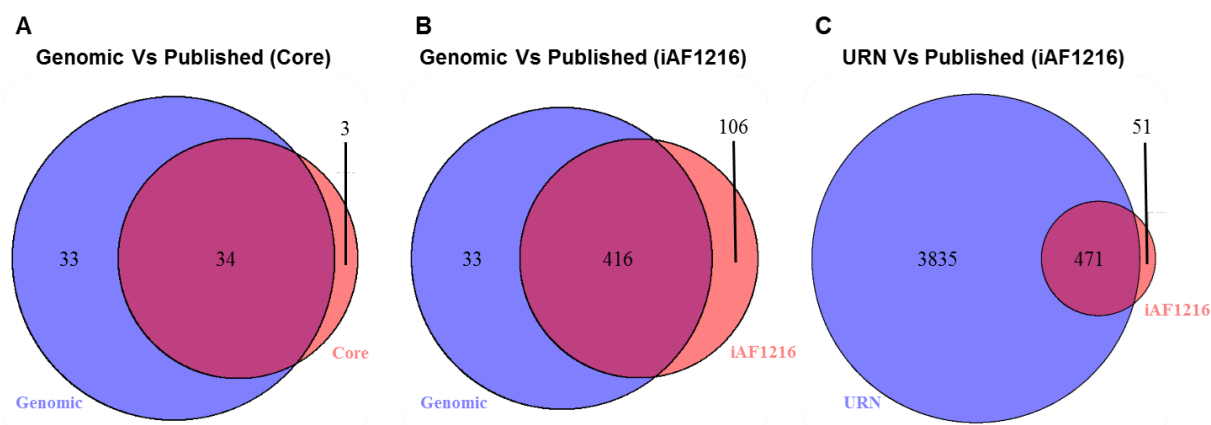 A
Genomic Vs Published (Core)
3
33
34
Core
Genomic
B
Genomic Vs Published (iAF1216)
106
33
416
iAF1216
Genomic
C
URN Vs Published (iAF1216)
51
3835
471
iAF1216
URN